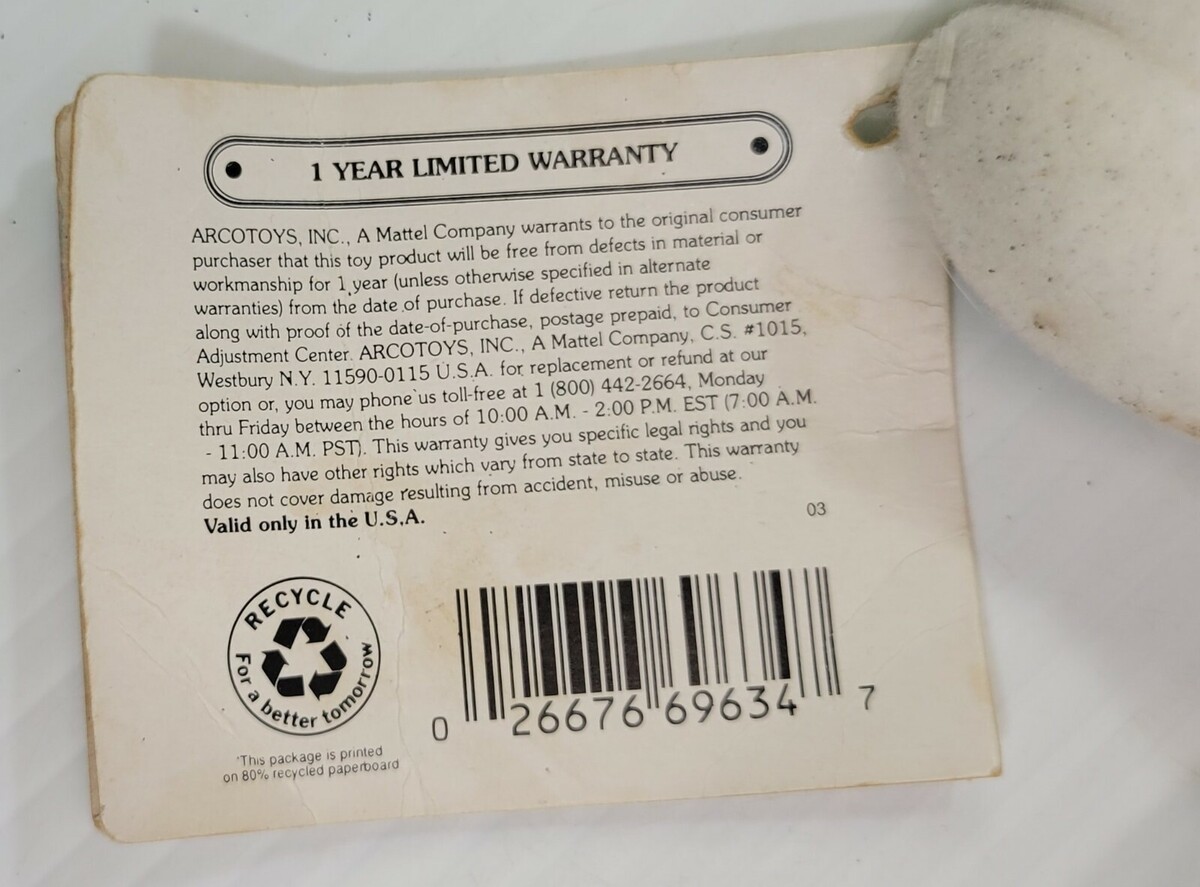 1 YEAR LIMITED WARRANTY
ARCOTOYS, INC., A Mattel Company warrants to the original consumer
purchaser that this toy product will be free from defects in material or
workmanship for 1 year (unless otherwise specified in alternate
warranties) from the date of purchase. If defective return the product
along with proof of the date-of-purchase, postage prepaid, to Consumer
Adjustment Center. ARCOTOYS, INC., A Mattel Company, C.S. #1015,
Westbury N.Y. 11590-0115 U.S.A. for replacement or refund at our
option or, you may phone us toll-free at 1 (800) 442-2664, Monday
thru Friday between the hours of 10:00 A.M. - 2:00 P.M. EST (7:00 A.M.
- 11:00 A.M. PST). This warranty gives you specific legal rights and you
may also have other rights which vary from state to state. This warranty
does not cover damage resulting from accident, misuse or abuse.
Valid only in the U.S.A.
03
RECYCLE
For a better tomorrow
*This package is printed
on 80% recycled paperboard
0 26676 69634 7